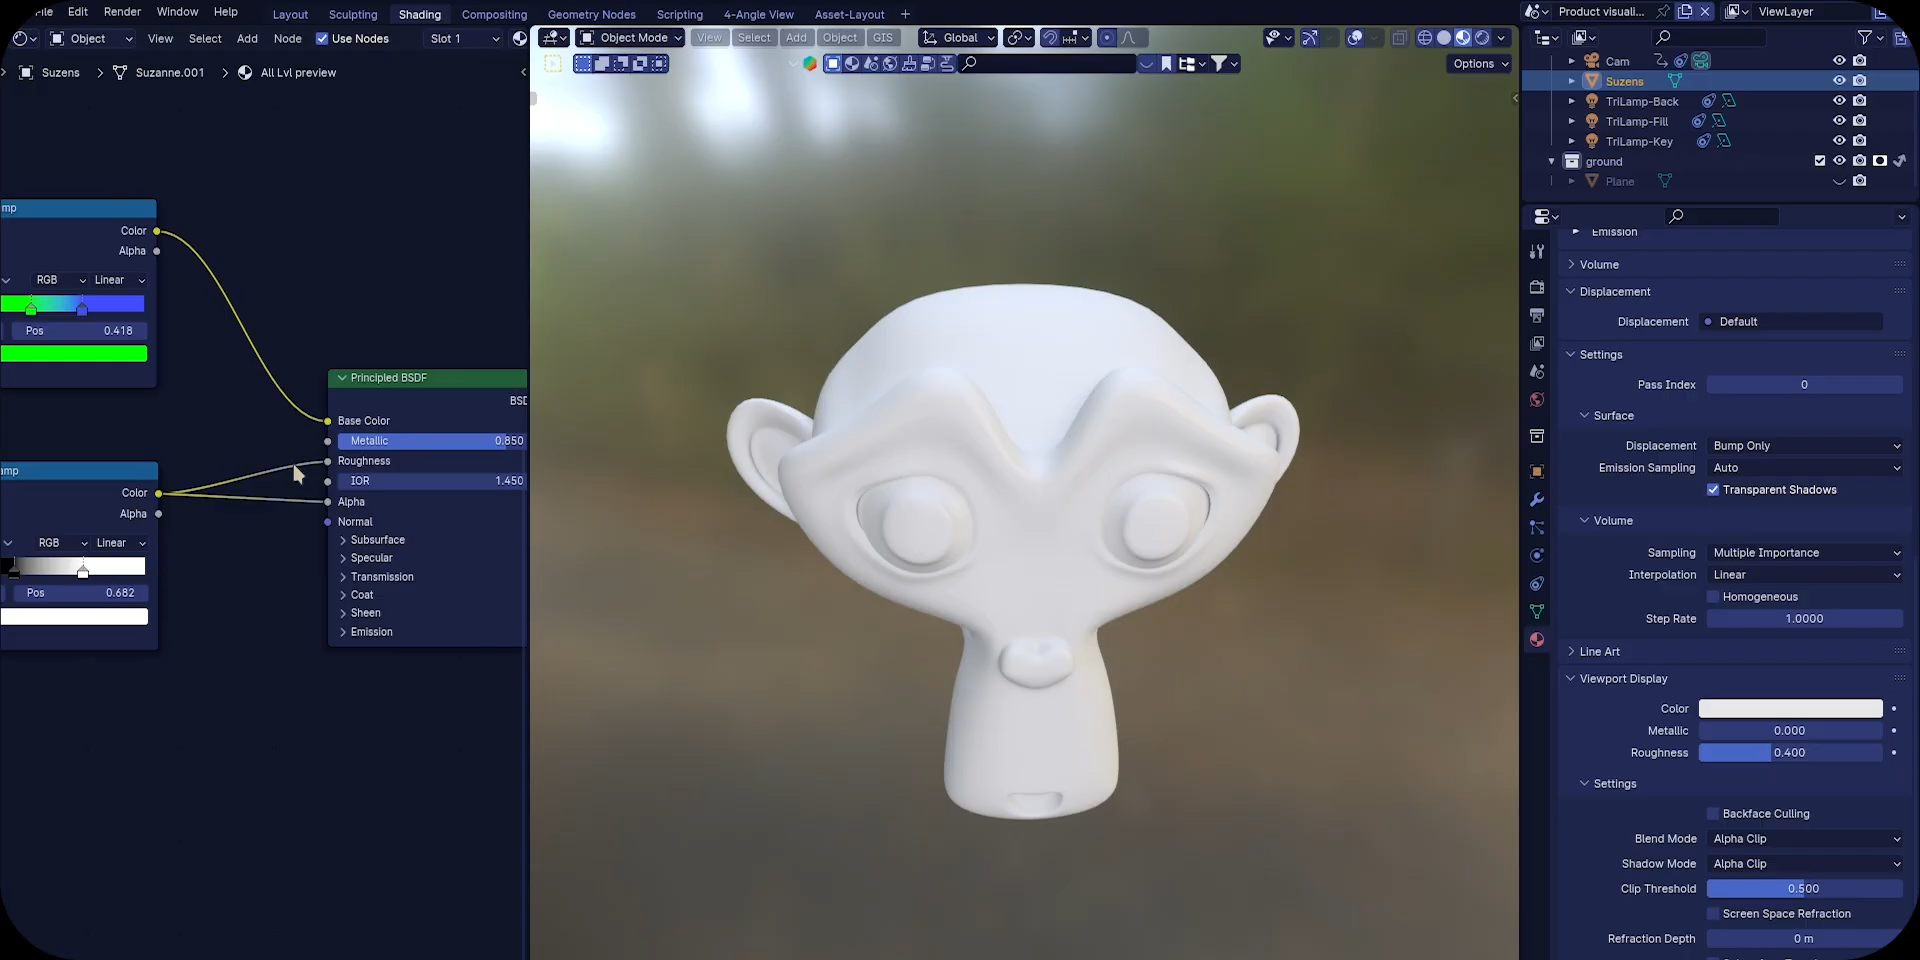 File Edit Render Window Help Layout Sculpting Shading Compositing Geometry Nodes Scripting 4-Angle View Asset-Layout +
Product visuali... ViewLayer
Object View Select Add Node Use Nodes Slot 1
Object Mode View Select Add Object GIS Global
Options
Suzens > Suzanne.001 > All Lvl preview
mp
Color
Alpha
RGB Linear
Pos 0.418
Principled BSDF
BSD
Base Color
Metallic 0.850
Roughness
IOR 1.450
Alpha
Normal
Subsurface
Specular
Transmission
Coat
Sheen
Emission
amp
Color
Alpha
RGB Linear
Pos 0.682
Cam
Suzens
TriLamp-Back
TriLamp-Fill
TriLamp-Key
ground
Plane
Emission
Volume
Displacement
Displacement Default
Settings
Pass Index 0
Surface
Displacement Bump Only
Emission Sampling Auto
Transparent Shadows
Volume
Sampling Multiple Importance
Interpolation Linear
Homogeneous
Step Rate 1.0000
Line Art
Viewport Display
Color
Metallic 0.000
Roughness 0.400
Settings
Backface Culling
Blend Mode Alpha Clip
Shadow Mode Alpha Clip
Clip Threshold 0.500
Screen Space Refraction
Refraction Depth 0 m